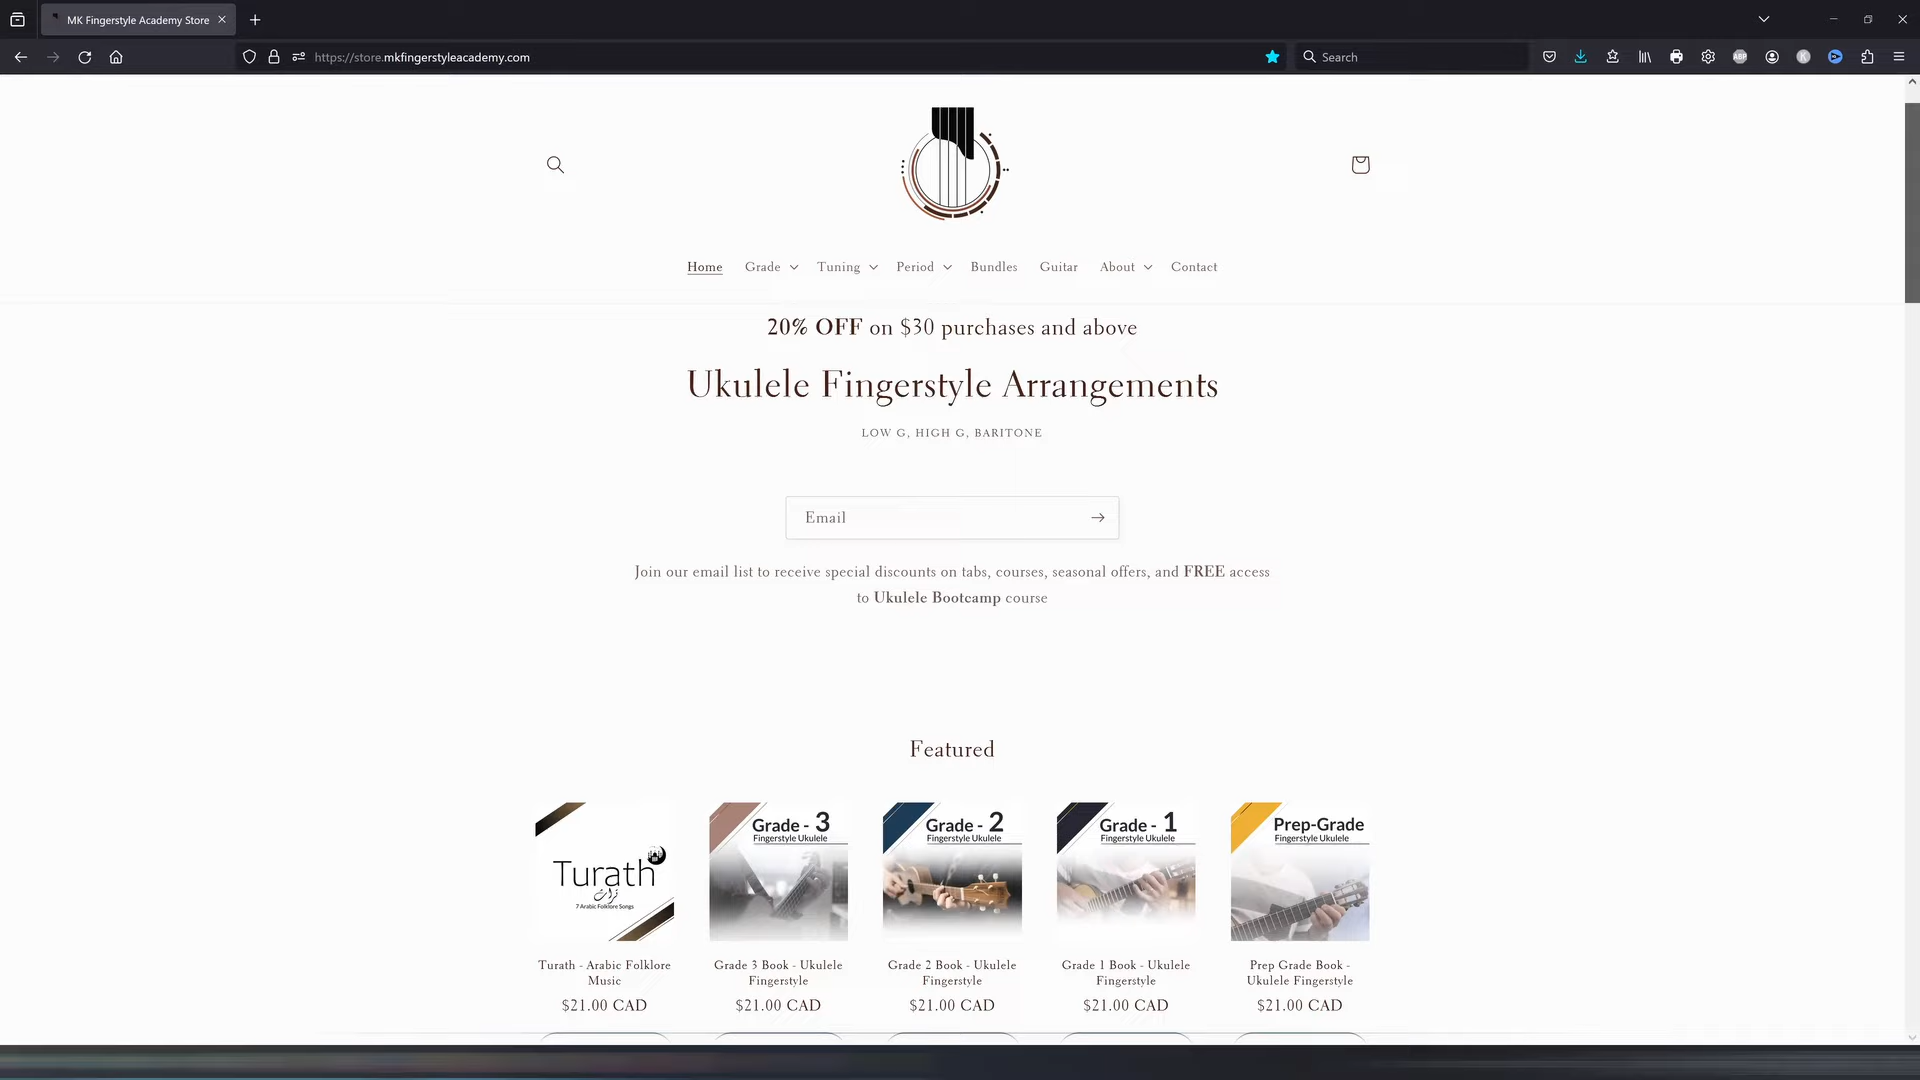 MK Fingerstyle Academy Store
https://store.mkfingerstyleacademy.com
Search
ABP
K
Home
Grade
Tuning
Period
Bundles
Guitar
About
Contact
20% OFF on $30 purchases and above
Ukulele Fingerstyle Arrangements
LOW G, HIGH G, BARITONE
Email
Join our email list to receive special discounts on tabs, courses, seasonal offers, and FREE access
to Ukulele Bootcamp course
Featured
Turath
7 Arabic Folklore Songs
Grade - 3
Fingerstyle Ukulele
Grade - 2
Fingerstyle Ukulele
Grade - 1
Fingerstyle Ukulele
Prep-Grade
Fingerstyle Ukulele
Turath - Arabic Folklore
Music
$21.00 CAD
Grade 3 Book - Ukulele
Fingerstyle
$21.00 CAD
Grade 2 Book - Ukulele
Fingerstyle
$21.00 CAD
Grade 1 Book - Ukulele
Fingerstyle
$21.00 CAD
Prep Grade Book -
Ukulele Fingerstyle
$21.00 CAD